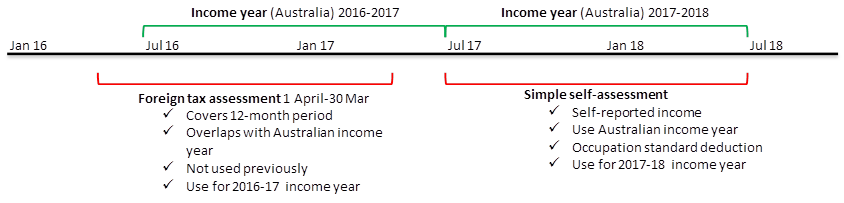 Income year (Australia) 2016-2017
Income year (Australia) 2017-2018
Jan 16
Jul 16
Jan 17
Jul 17
Jan 18
Jul 18
Foreign tax assessment 1 April-30 Mar
✓ Covers 12-month period
✓ Overlaps with Australian income
year
✓ Not used previously
✓ Use for 2016-17 income year
Simple self-assessment
✓ Self-reported income
✓ Use Australian income year
✓ Occupation standard deduction
✓ Use for 2017-18 income year